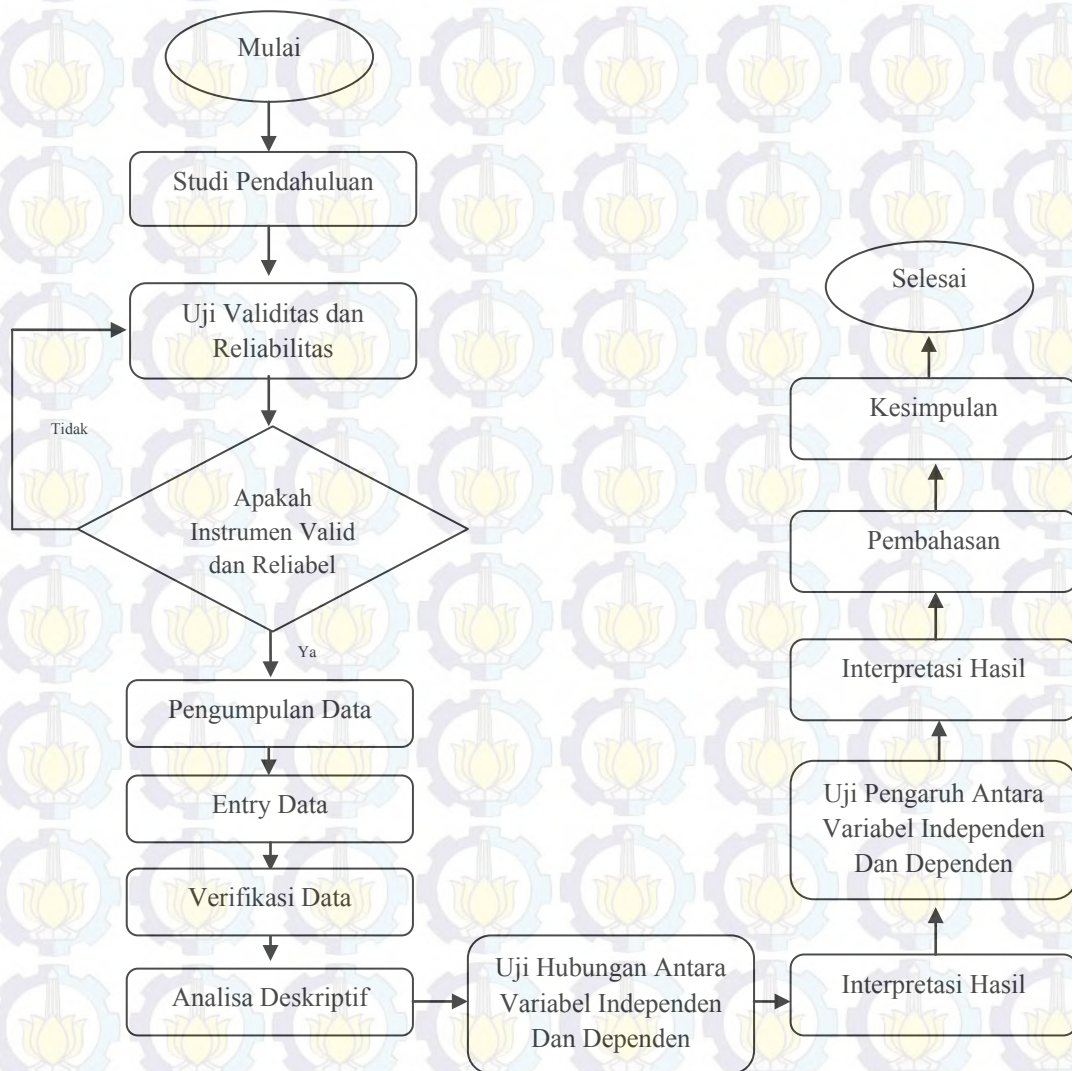 Mulai
Studi Pendahuluan
Uji Validitas dan
Reliabilitas
Tidak
Apakah
Instrumen Valid
dan Reliabel
Ya
Pengumpulan Data
Entry Data
Verifikasi Data
Analisa Deskriptif
Uji Hubungan Antara
Variabel Independen
Dan Dependen
Interpretasi Hasil
Uji Pengaruh Antara
Variabel Independen
Dan Dependen
Interpretasi Hasil
Pembahasan
Kesimpulan
Selesai